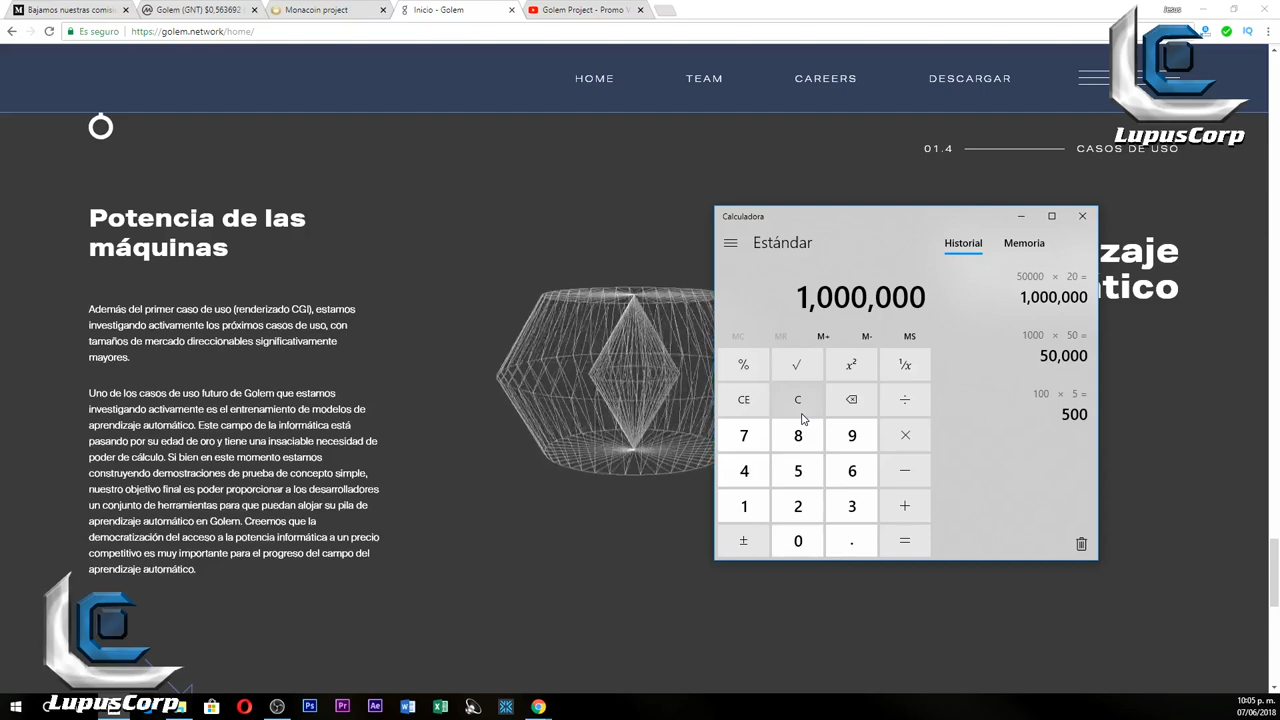 Bajamos nuestras comisi
Golem (GNT) $0,563692
Monacoin project
Inicio - Golem
Golem Project - Promo V
Jesus
Es seguro
https://golem.network/home/
HOME
TEAM
CAREERS
DESCARGAR
LupusCorp
01.4
CASOS DE USO
Potencia de las
máquinas
Además del primer caso de uso (renderizado CGI), estamos
investigando activamente los próximos casos de uso, con
tamaños de mercado direccionables significativamente
mayores.
Uno de los casos de uso futuro de Golem que estamos
investigando activamente es el entrenamiento de modelos de
aprendizaje automático. Este campo de la informática está
pasando por su edad de oro y tiene una insaciable necesidad de
poder de cálculo. Si bien en este momento estamos
construyendo demostraciones de prueba de concepto simple,
nuestro objetivo final es poder proporcionar a los desarrolladores
un conjunto de herramientas para que puedan alojar su pila de
aprendizaje automático en Golem. Creemos que la
democratización del acceso a la potencia informática a un precio
competitivo es muy importante para el progreso del campo del
aprendizaje automático.
zaje
tico
Calculadora
Estándar
Historial
Memoria
1,000,000
50000 × 20 =
1,000,000
1000 × 50 =
50,000
100 × 5 =
500
MC MR M+ M- MS
% √ x² ¹/x
CE C ÷
7 8 9 ×
4 5 6 −
1 2 3 +
± 0 . =
LupusCorp
Ps
Pr
Ae
10:05 p. m.
07/06/2018